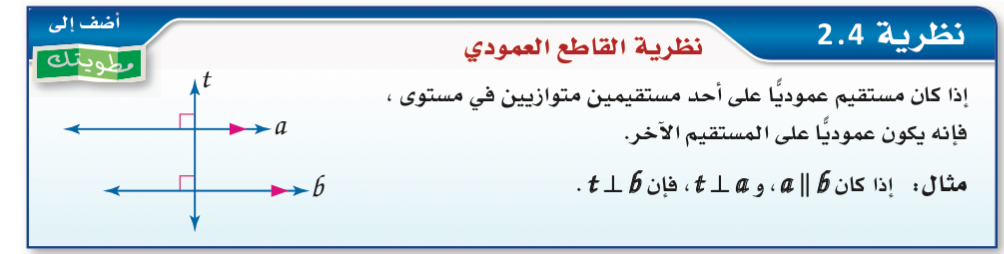 نظرية 2.4
نظرية القاطع العمودي
أضف إلى
مطويتك
إذا كان مستقيم عموديًّا على أحد مستقيمين متوازيين في مستوى ،
فإنه يكون عموديًّا على المستقيم الآخر.
مثال: إذا كان a ∥ b ، و t ⊥ a ، فإن t ⊥ b .
t
a
b